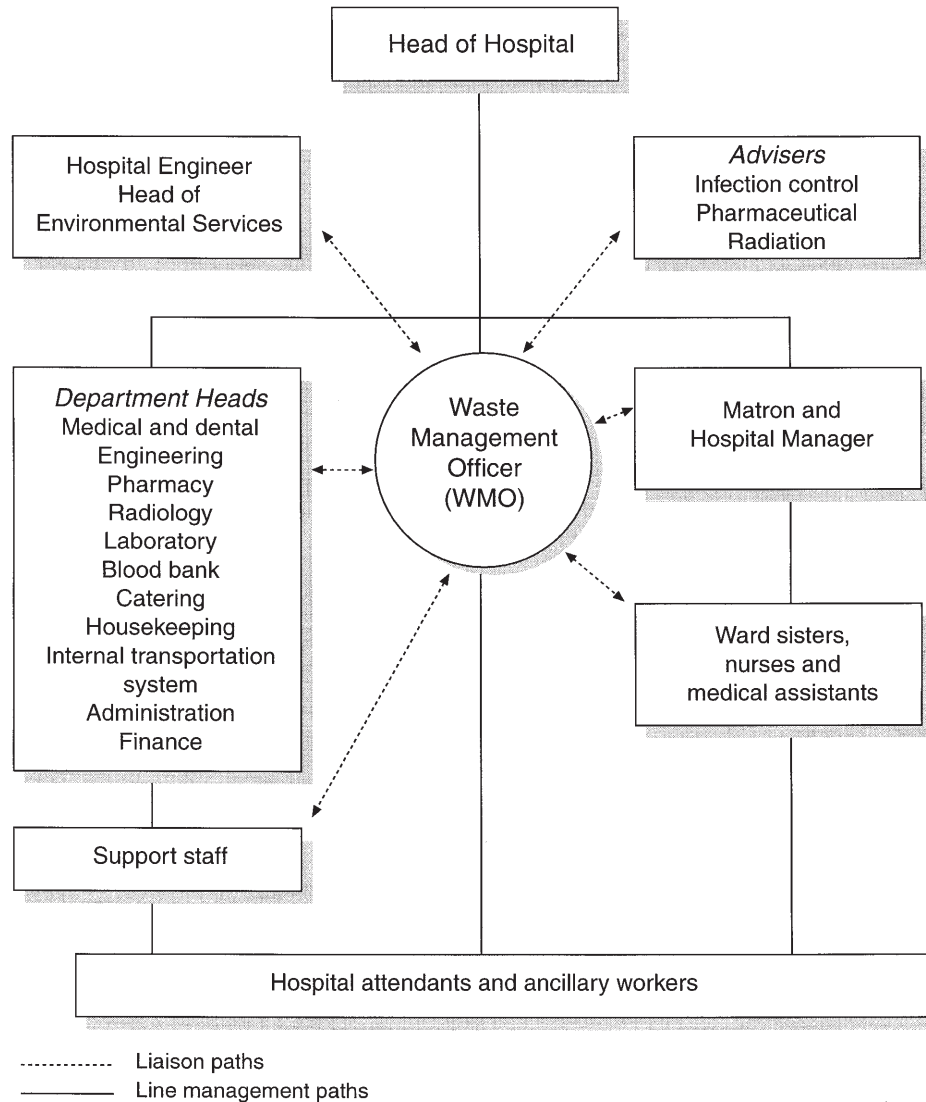 Head of Hospital
Hospital Engineer
Head of
Environmental Services
Advisers
Infection control
Pharmaceutical
Radiation
Department Heads
Medical and dental
Engineering
Pharmacy
Radiology
Laboratory
Blood bank
Catering
Housekeeping
Internal transportation
system
Administration
Finance
Waste
Management
Officer
(WMO)
Matron and
Hospital Manager
Ward sisters,
nurses and
medical assistants
Support staff
Hospital attendants and ancillary workers
Liaison paths
Line management paths